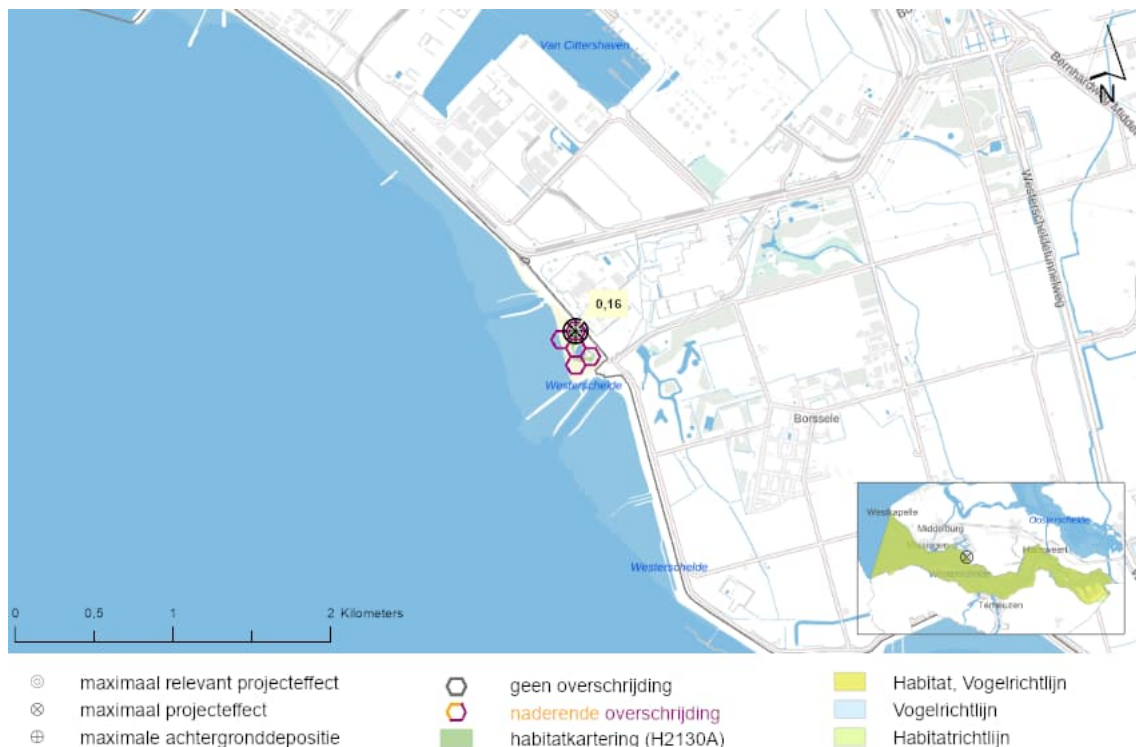 Van Cittershaven
Bernhardweg
N
Westerscheldetunnelweg
0,16
Westerschelde
Borssele
Westerschelde
Westkapelle
Middelburg
Oosterschelde
Terneuzen
0 0,5 1 2 Kilometers
maximaal relevant projecteffect
maximaal projecteffect
maximale achtergronddepositie
geen overschrijding
naderende overschrijding
habitatkartering (H2130A)
Habitat, Vogelrichtlijn
Vogelrichtlijn
Habitatrichtlijn